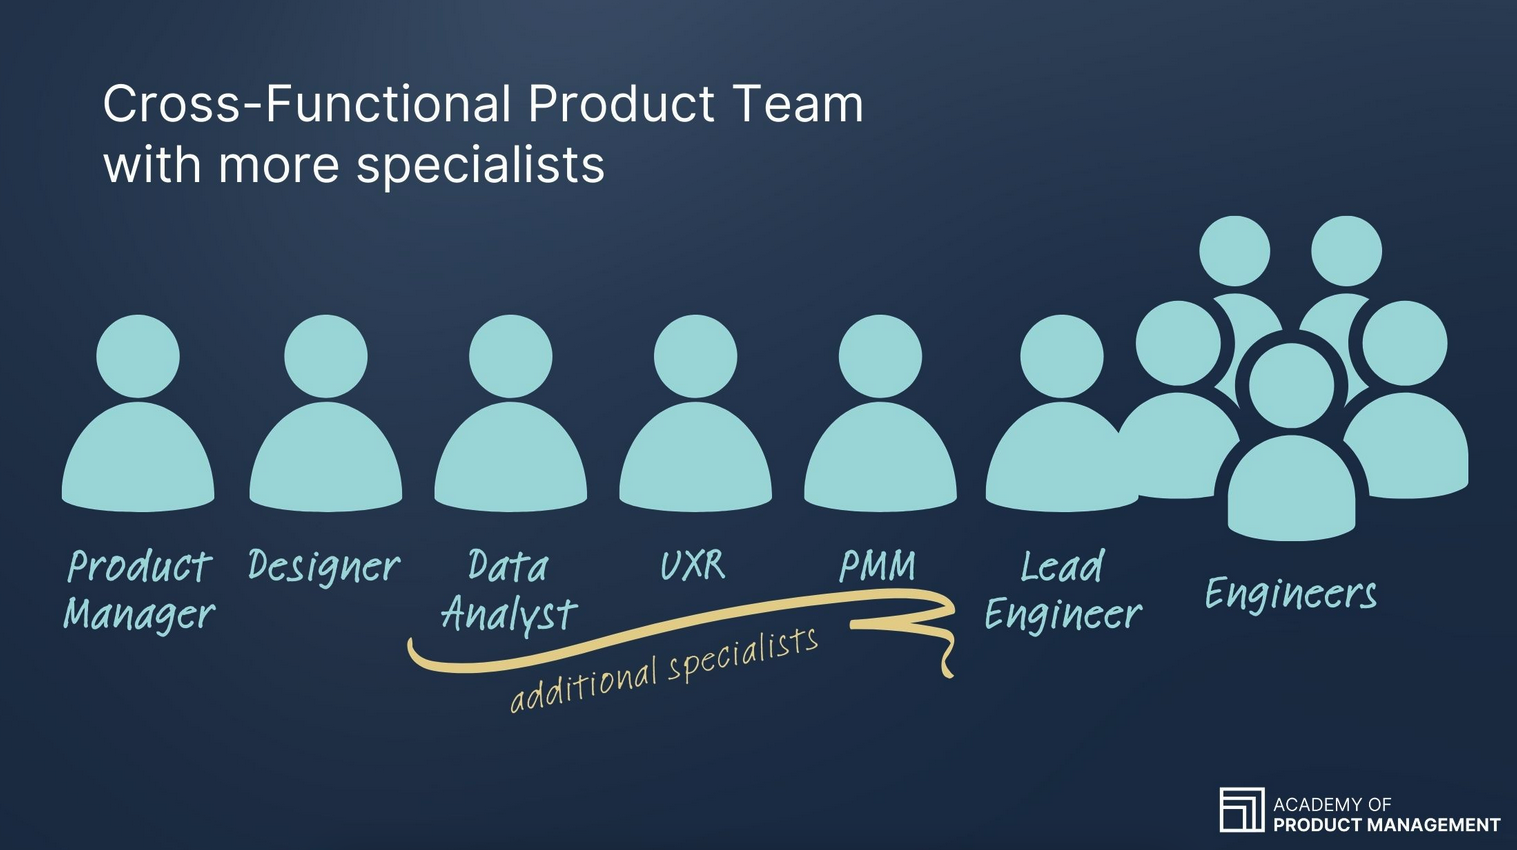 Cross-Functional Product Team
with more specialists
Product
Manager
Designer
Data
Analyst
UXR
PMM
Lead
Engineer
Engineers
additional specialists
ACADEMY OF
PRODUCT MANAGEMENT